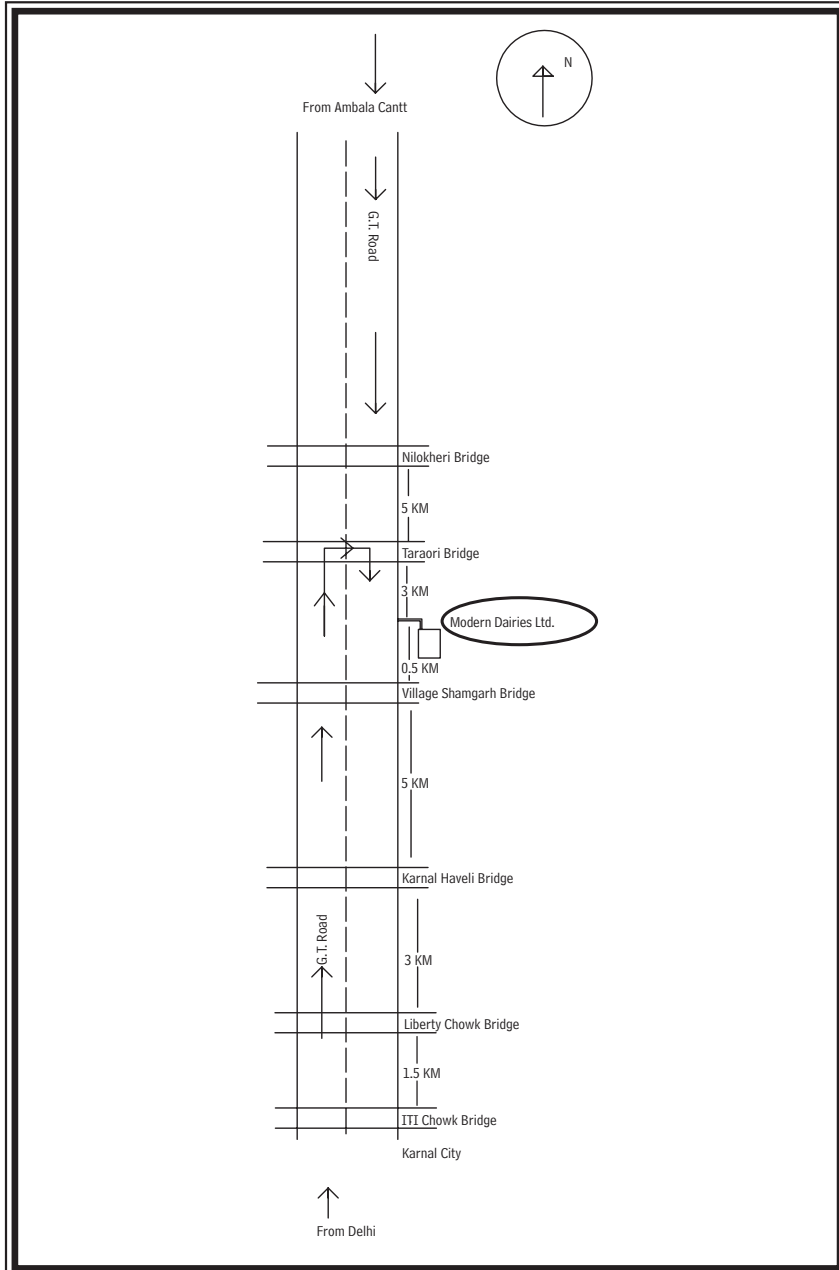 N
From Ambala Cantt
G.T. Road
Nilokheri Bridge
5 KM
Taraori Bridge
3 KM
Modern Dairies Ltd.
0.5 KM
Village Shamgarh Bridge
5 KM
Karnal Haveli Bridge
G.T. Road
3 KM
Liberty Chowk Bridge
1.5 KM
ITI Chowk Bridge
Karnal City
From Delhi